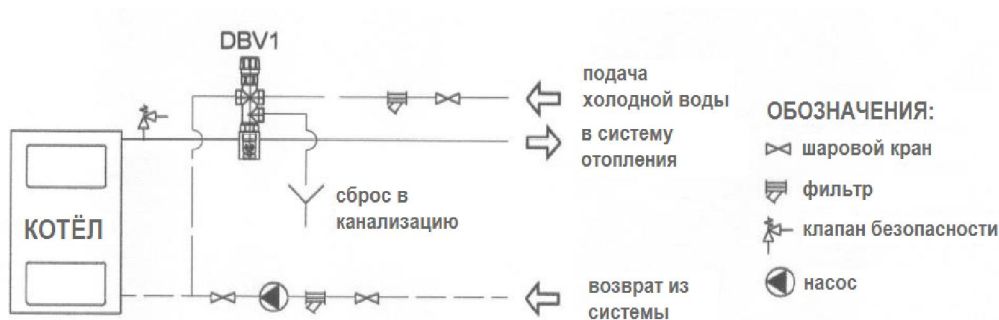 DBV1
подача
холодной воды
в систему
отопления
сброс в
канализацию
КОТЁЛ
возврат из
системы
ОБОЗНАЧЕНИЯ:
шаровой кран
фильтр
клапан безопасности
насос